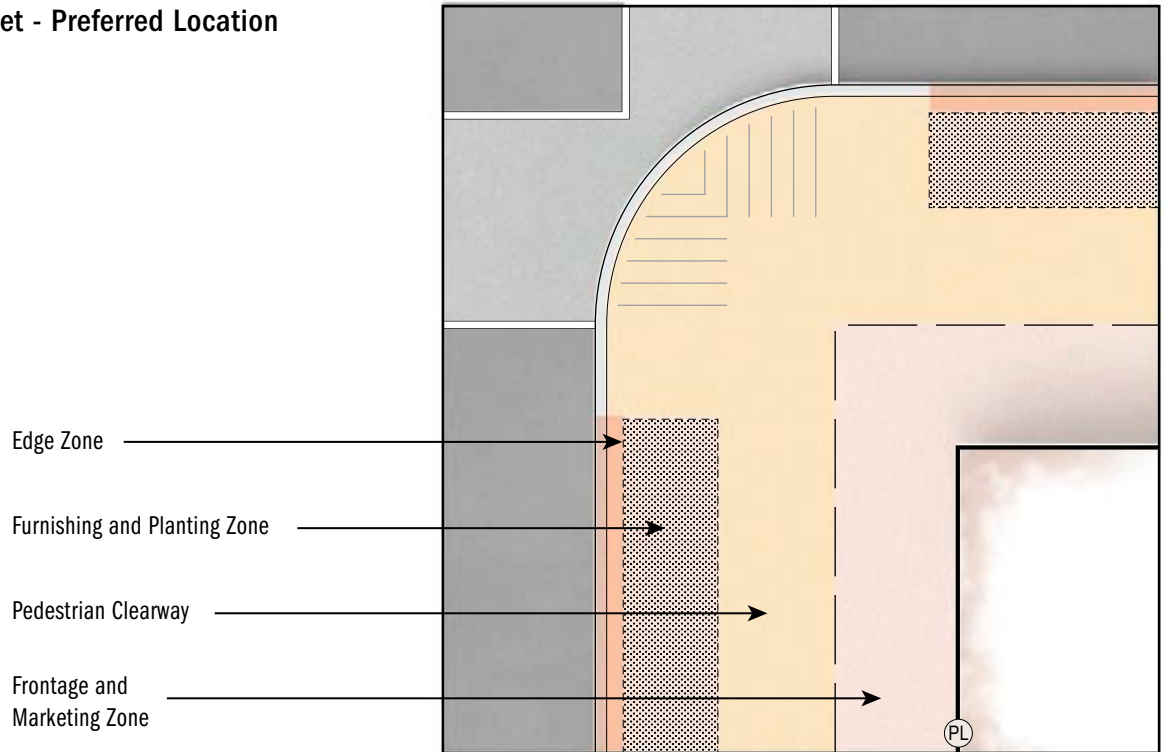 et - Preferred Location
Edge Zone
Furnishing and Planting Zone
Pedestrian Clearway
Frontage and
Marketing Zone
PL